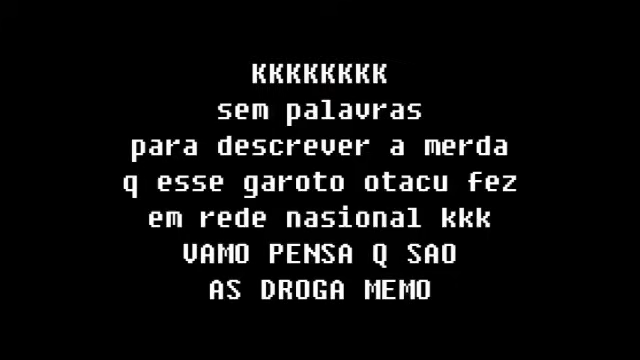 KKKKKKKK
sem palavras
para descrever a merda
q esse garoto otacu fez
em rede nasional kkk
VAMO PENSA Q SAO
AS DROGA MEMO